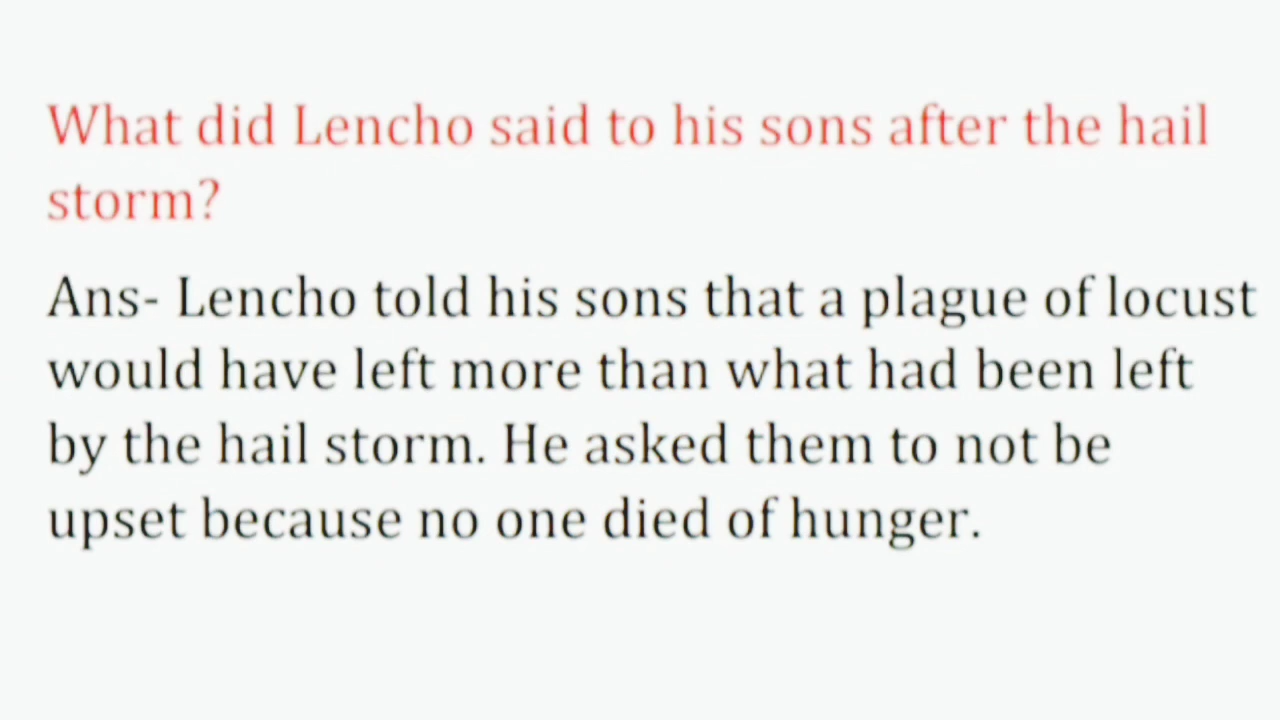 What did Lencho said to his sons after the hail
storm?
Ans- Lencho told his sons that a plague of locust
would have left more than what had been left
by the hail storm. He asked them to not be
upset because no one died of hunger.